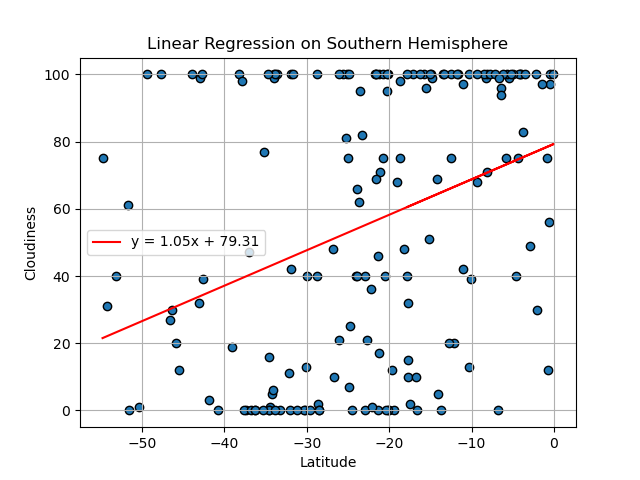 Linear Regression on Southern Hemisphere
100
80
60
40
20
0
Cloudiness
y = 1.05x + 79.31
−50 −40 −30 −20 −10 0
Latitude